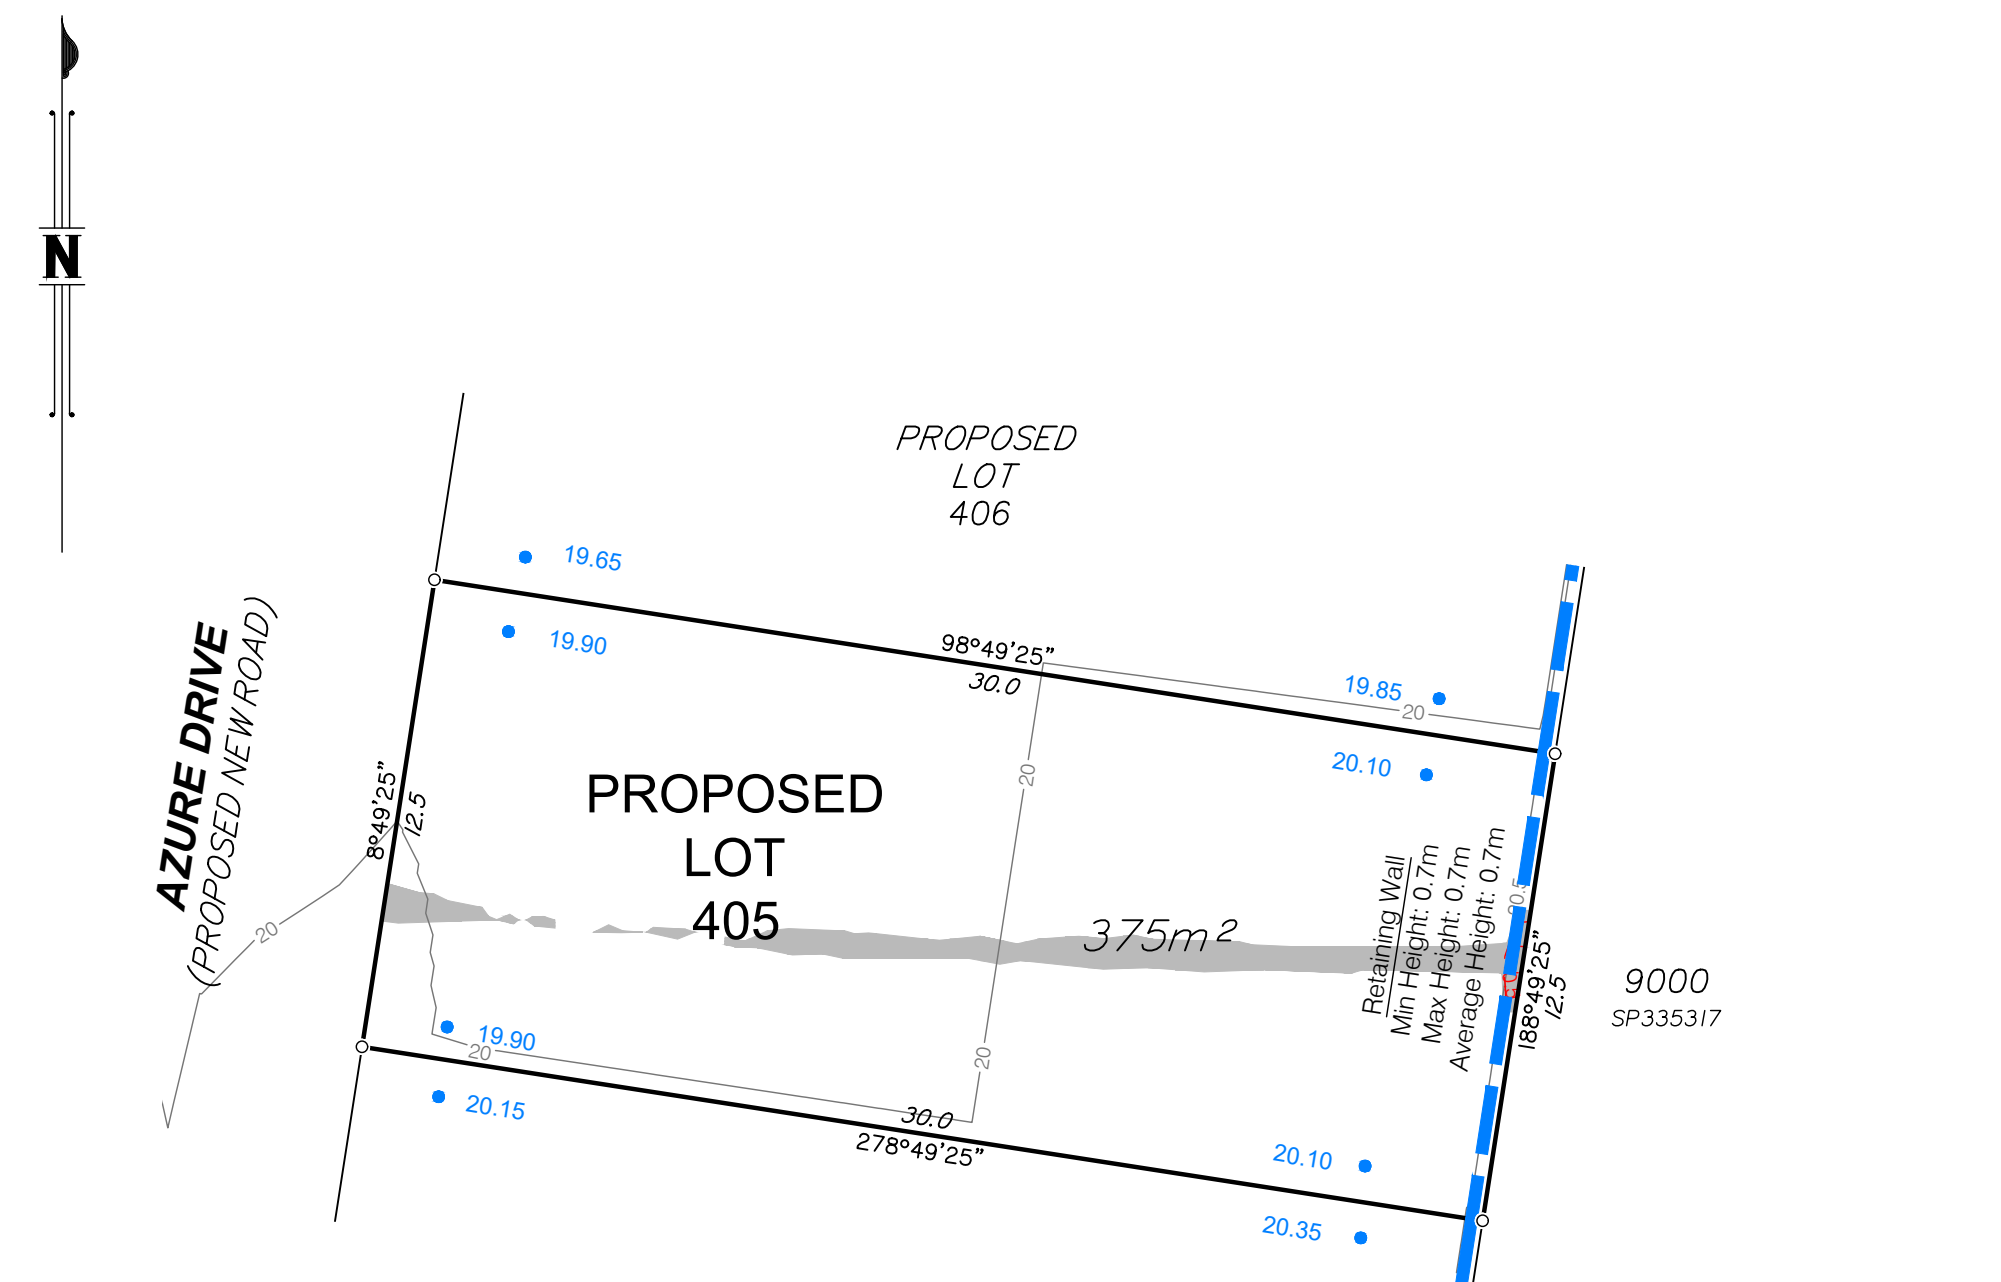 N
PROPOSED
LOT
406
19.65
19.90
98°49'25"
30.0
19.85
20
20.10
AZURE DRIVE
(PROPOSED NEW ROAD)
8°49'25"
12.5
20
PROPOSED
LOT
405
20
375m²
Retaining Wall
Min Height: 0.7m
Max Height: 0.7m
Average Height: 0.7m
188°49'25"
12.5
9000
SP335317
19.90
20
20
20.15
30.0
278°49'25"
20.10
20.35